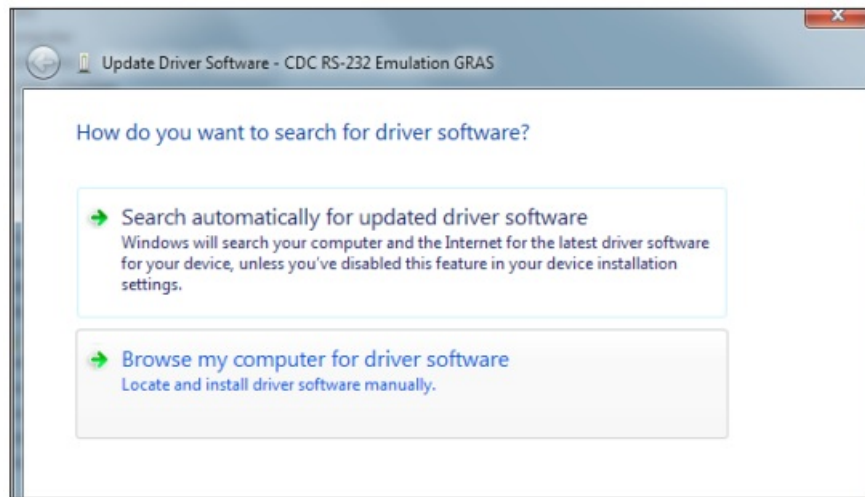 Update Driver Software - CDC RS-232 Emulation GRAS
How do you want to search for driver software?
Search automatically for updated driver software
Windows will search your computer and the Internet for the latest driver software
for your device, unless you've disabled this feature in your device installation
settings.
Browse my computer for driver software
Locate and install driver software manually.